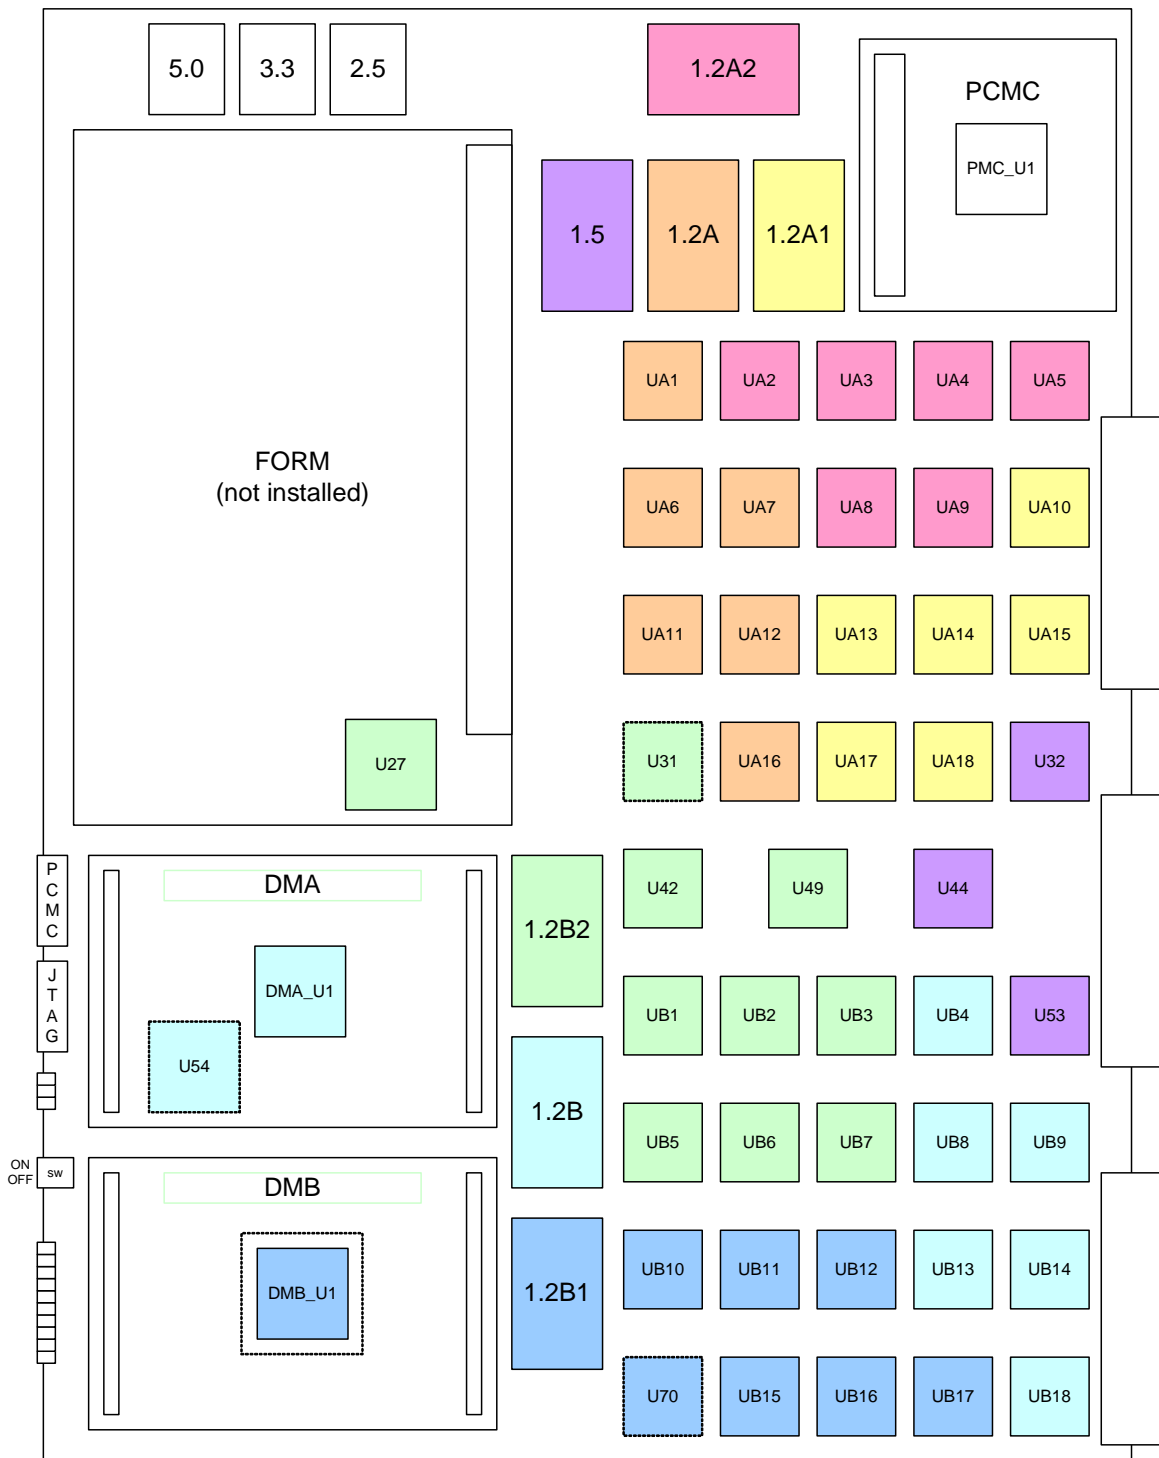 5.0 3.3 2.5 1.2A2
PCMC
PMC_U1
1.5 1.2A 1.2A1
UA1 UA2 UA3 UA4 UA5
FORM
(not installed)
UA6 UA7 UA8 UA9 UA10
UA11 UA12 UA13 UA14 UA15
U27
U31 UA16 UA17 UA18 U32
P
C
M
C
DMA
U42 U49 U44
1.2B2
J
T
A
G
DMA_U1
U54
UB1 UB2 UB3 UB4 U53
1.2B
UB5 UB6 UB7 UB8 UB9
ON
OFF
sw
DMB
DMB_U1
1.2B1
UB10 UB11 UB12 UB13 UB14
U70 UB15 UB16 UB17 UB18